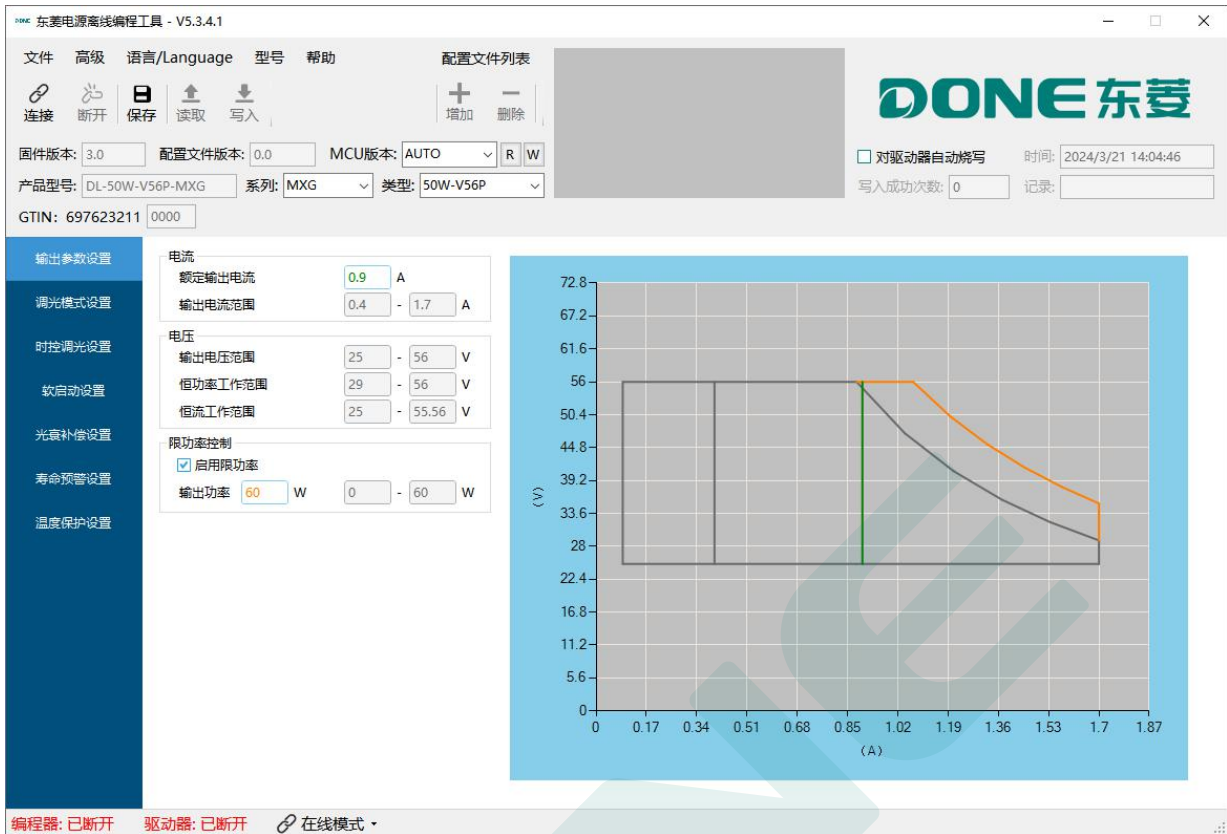 DONE 东菱电源离线编程工具 - V5.3.4.1
文件 高级 语言/Language 型号 帮助 配置文件列表
连接 断开 保存 读取 写入 增加 删除
DONE东菱
固件版本: 3.0 配置文件版本: 0.0 MCU版本: AUTO R W
对驱动器自动烧写 时间: 2024/3/21 14:04:46
产品型号: DL-50W-V56P-MXG 系列: MXG 类型: 50W-V56P
写入成功次数: 0 记录:
GTIN: 697623211 0000
输出参数设置
调光模式设置
时控调光设置
软启动设置
光衰补偿设置
寿命预警设置
温度保护设置
电流
额定输出电流 0.9 A
输出电流范围 0.4 - 1.7 A
电压
输出电压范围 25 - 56 V
恒功率工作范围 29 - 56 V
恒流工作范围 25 - 55.56 V
限功率控制
启用限功率
输出功率 60 W 0 - 60 W
72.8
67.2
61.6
56
50.4
44.8
39.2
33.6
28
22.4
16.8
11.2
5.6
0
(V)
0 0.17 0.34 0.51 0.68 0.85 1.02 1.19 1.36 1.53 1.7 1.87
(A)
编程器: 已断开 驱动器: 已断开 在线模式